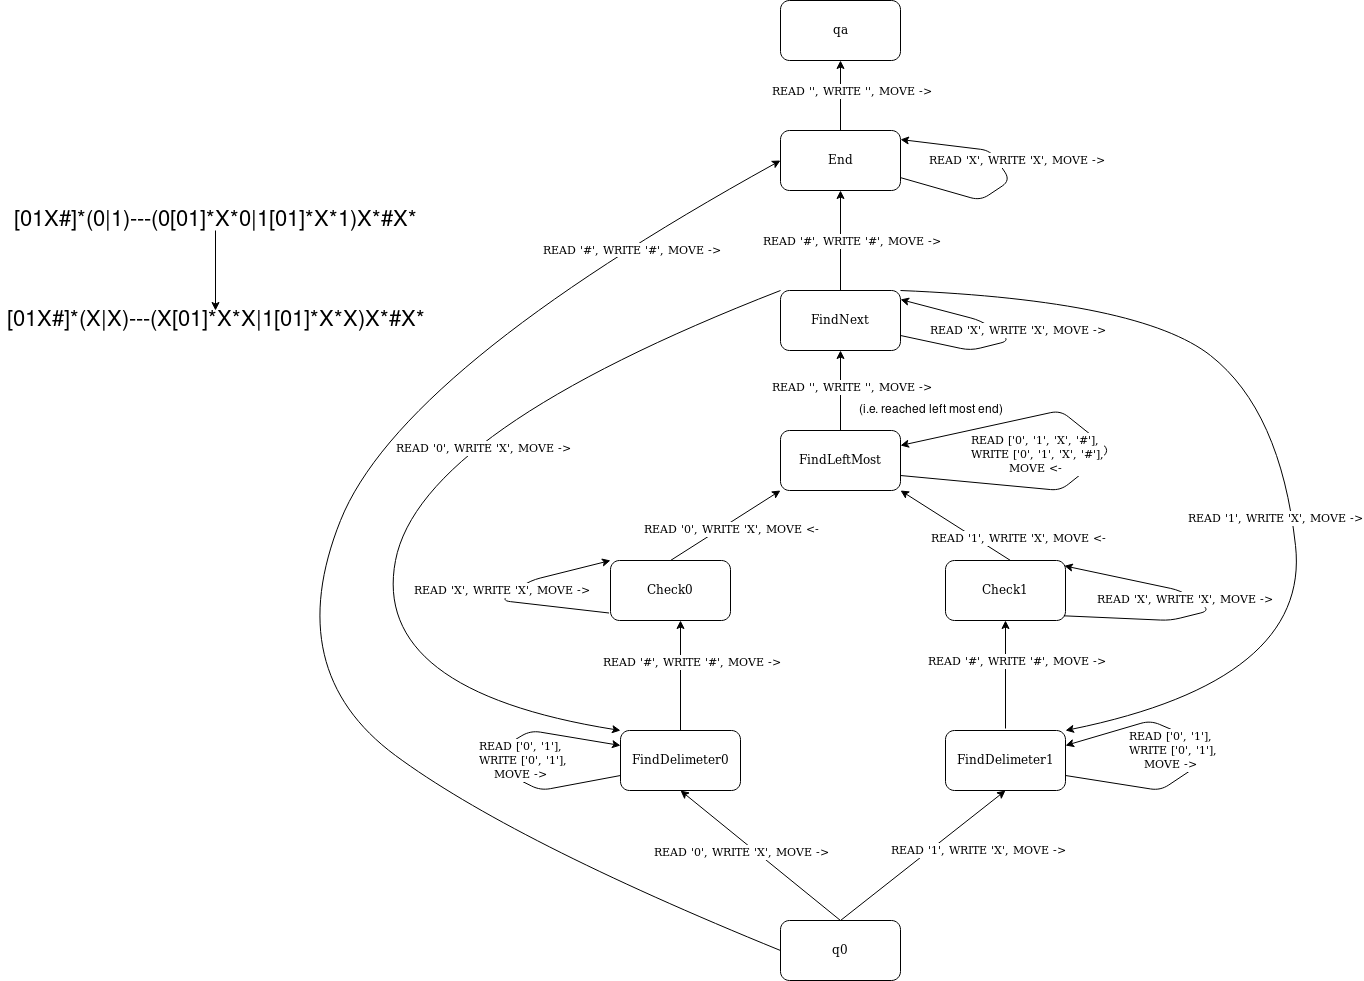 qa
READ '', WRITE '', MOVE ->
End
READ 'X', WRITE 'X', MOVE ->
[01X#]*(0|1)---(0[01]*X*0|1[01]*X*1)X*#X*
READ '#', WRITE '#', MOVE ->
READ '#', WRITE '#', MOVE ->
[01X#]*(X|X)---(X[01]*X*X|1[01]*X*X)X*#X*
FindNext
READ 'X', WRITE 'X', MOVE ->
READ '', WRITE '', MOVE ->
(i.e. reached left most end)
READ '0', WRITE 'X', MOVE ->
FindLeftMost
READ ['0', '1', 'X', '#'],
WRITE ['0', '1', 'X', '#'],
MOVE <-
READ '1', WRITE 'X', MOVE ->
READ '0', WRITE 'X', MOVE <-
READ '1', WRITE 'X', MOVE <-
READ 'X', WRITE 'X', MOVE ->
Check0
Check1
READ 'X', WRITE 'X', MOVE ->
READ '#', WRITE '#', MOVE ->
READ '#', WRITE '#', MOVE ->
READ ['0', '1'],
WRITE ['0', '1'],
MOVE ->
FindDelimeter0
FindDelimeter1
READ ['0', '1'],
WRITE ['0', '1'],
MOVE ->
READ '0', WRITE 'X', MOVE ->
READ '1', WRITE 'X', MOVE ->
q0